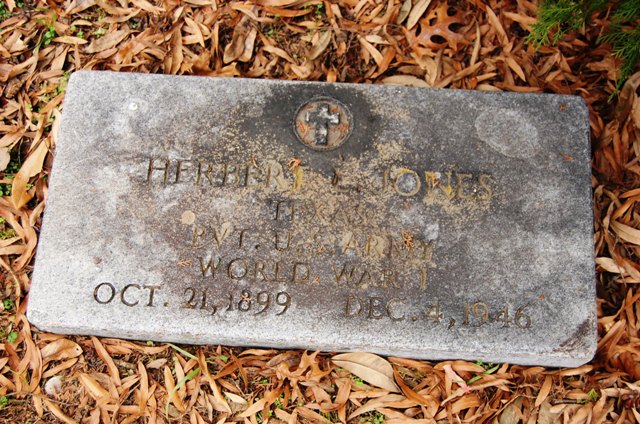 HERBERT L. JONES
TEXAS
PVT. U.S. ARMY
WORLD WAR I
OCT. 21, 1899 DEC. 4, 1946